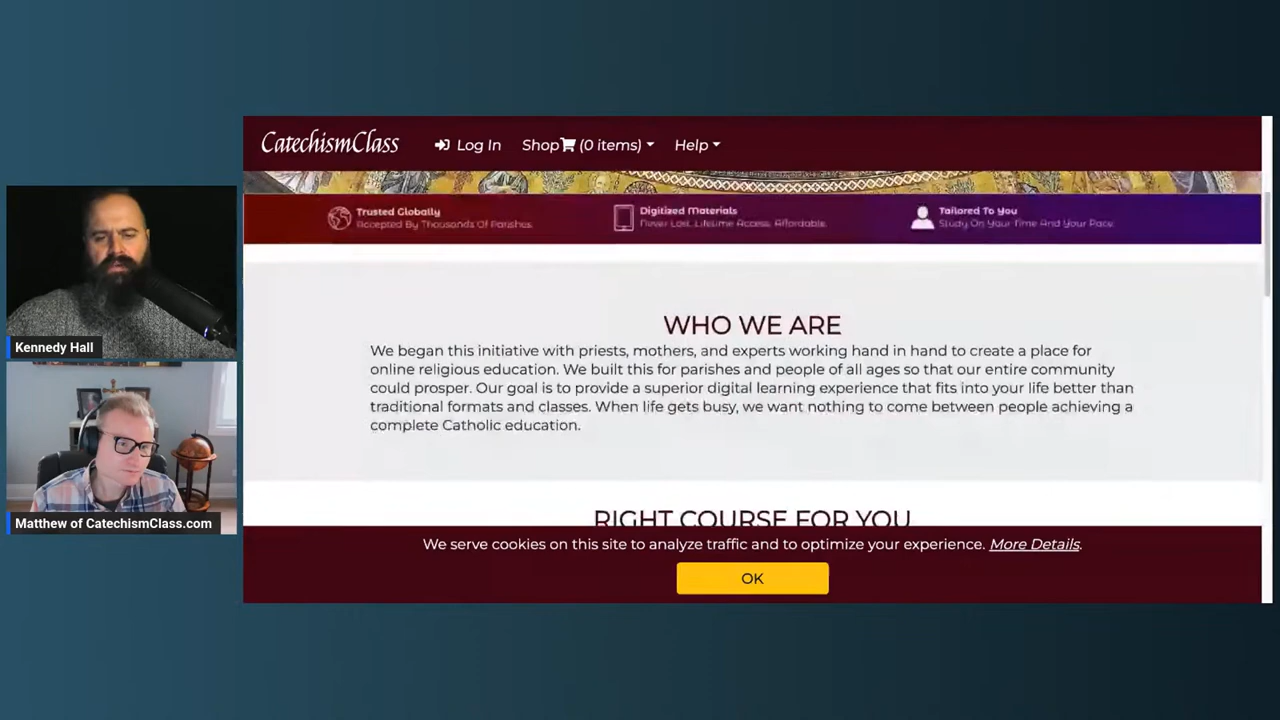 CatechismClass
Log In
Shop (0 items)
Help
Trusted Globally
Accepted By Thousands Of Parishes.
Digitized Materials
Never Lost. Lifetime Access. Affordable.
Tailored To You
Study On Your Time And Your Pace.
WHO WE ARE
We began this initiative with priests, mothers, and experts working hand in hand to create a place for
online religious education. We built this for parishes and people of all ages so that our entire community
could prosper. Our goal is to provide a superior digital learning experience that fits into your life better than
traditional formats and classes. When life gets busy, we want nothing to come between people achieving a
complete Catholic education.
RIGHT COURSE FOR YOU
We serve cookies on this site to analyze traffic and to optimize your experience. More Details.
OK
Kennedy Hall
Matthew of CatechismClass.com